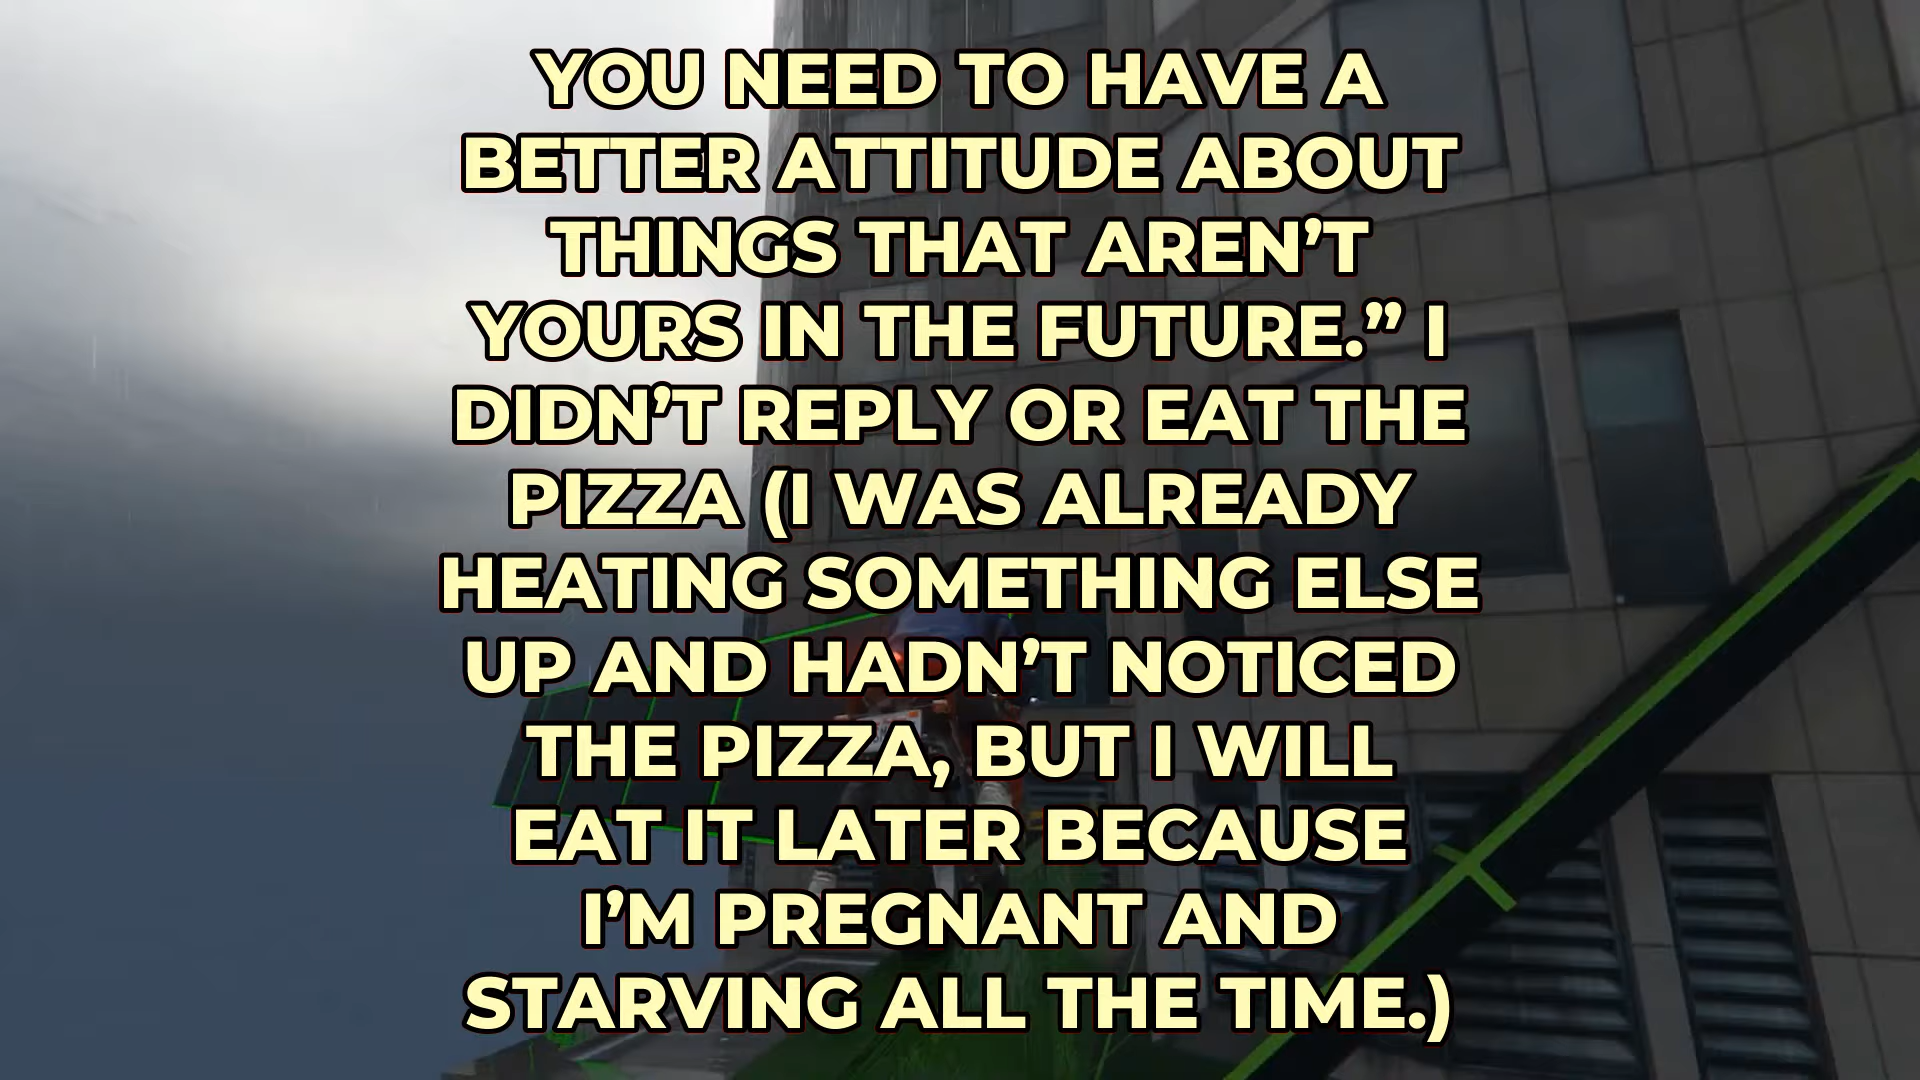 YOU NEED TO HAVE A
BETTER ATTITUDE ABOUT
THINGS THAT AREN’T
YOURS IN THE FUTURE.” I
DIDN’T REPLY OR EAT THE
PIZZA (I WAS ALREADY
HEATING SOMETHING ELSE
UP AND HADN’T NOTICED
THE PIZZA, BUT I WILL
EAT IT LATER BECAUSE
I’M PREGNANT AND
STARVING ALL THE TIME.)